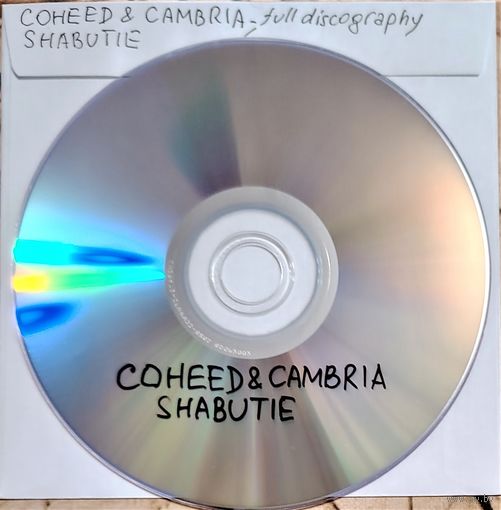 COHEED & CAMBRIA - full discography
SHABUTIE
COHEED & CAMBRIA
SHABUTIE